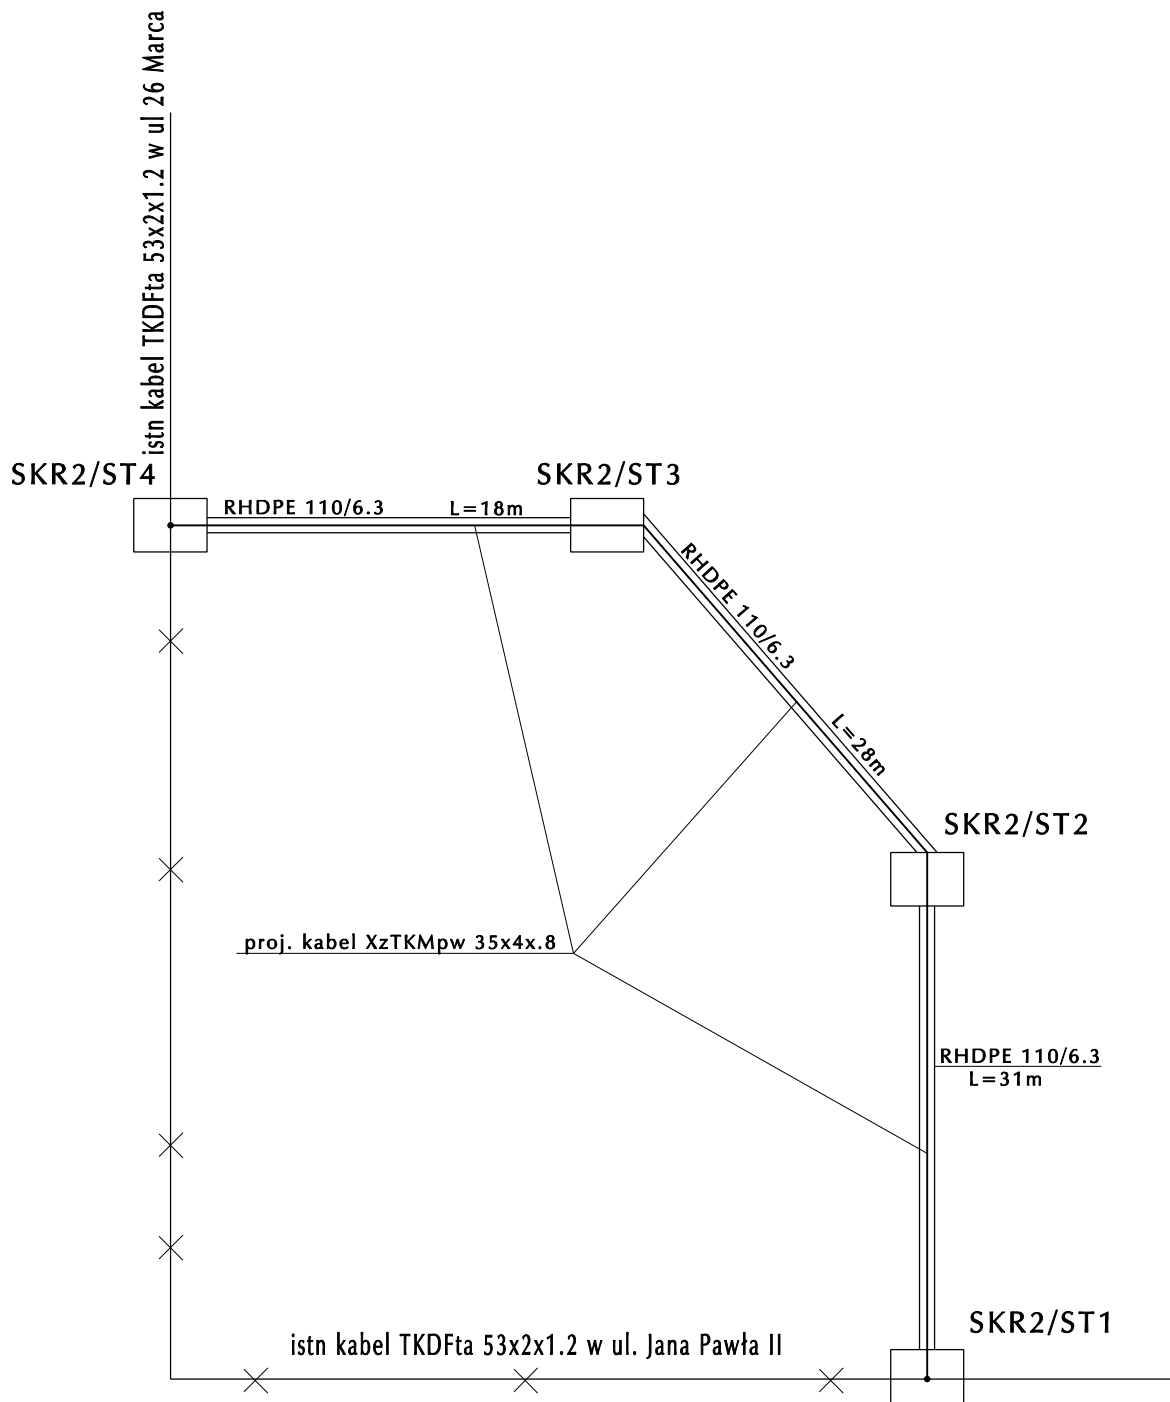 istn kabel TKDFta 53x2x1.2 w ul 26 Marca
SKR2/ST4
SKR2/ST3
RHDPE 110/6.3
L=18m
RHDPE 110/6.3
L=28m
SKR2/ST2
proj. kabel XzTKMpw 35x4x.8
RHDPE 110/6.3
L=31m
SKR2/ST1
istn kabel TKDFta 53x2x1.2 w ul. Jana Pawła II